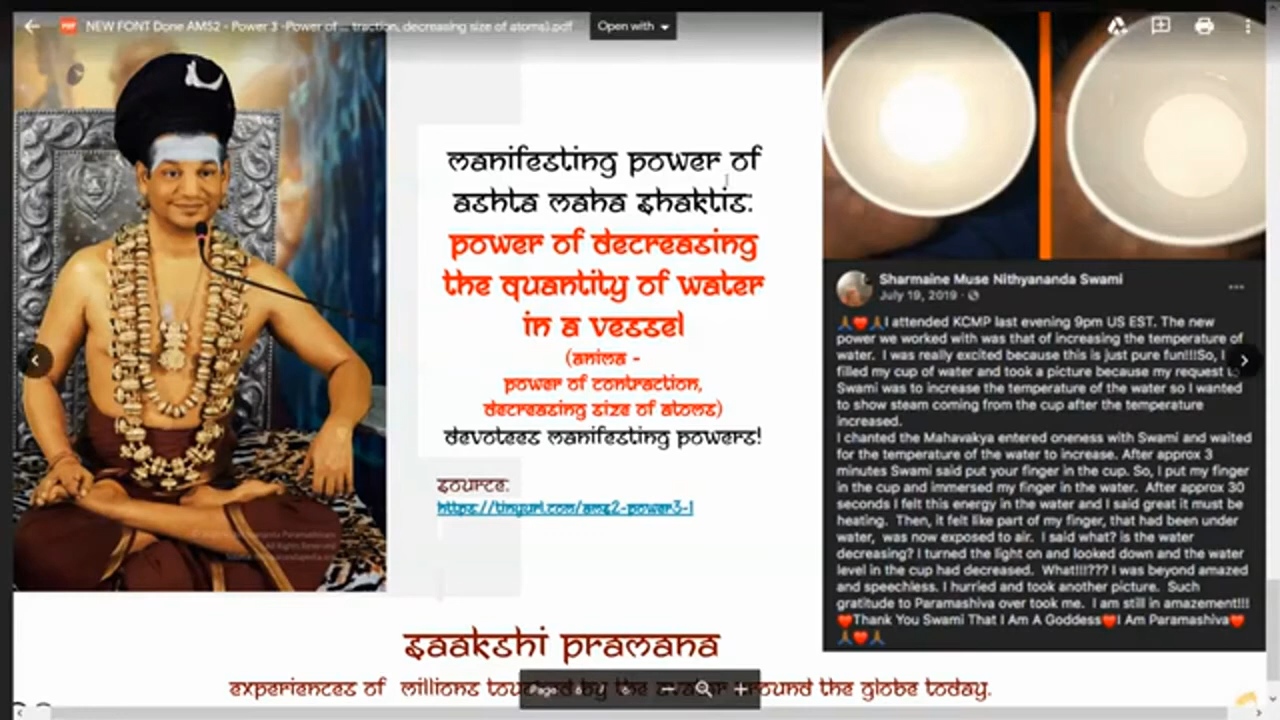 NEW FONT Done AMS2 - Power 3 -Power of ... traction, decreasing size of atoms).pdf
Open with
manifesting power of
ashta maha shaktis:
power of decreasing
the quantity of water
in a vessel
(anima -
power of contraction,
decreasing size of atoms)
devotees manifesting powers!
source:
https://tinyurl.com/ams2-power3-1
All Rights Reserved
Sharmaine Muse Nithyananda Swami
July 19, 2019 ·
🙏❤️🙏I attended KCMP last evening 9pm US EST. The new
power we worked with was that of increasing the temperature of
water. I was really excited because this is just pure fun!!!So, I
filled my cup of water and took a picture because my request to
Swami was to increase the temperature of the water so I wanted
to show steam coming from the cup after the temperature
increased.
I chanted the Mahavakya entered oneness with Swami and waited
for the temperature of the water to increase. After approx 3
minutes Swami said put your finger in the cup. So, I put my finger
in the cup and immersed my finger in the water. After approx 30
seconds I felt this energy in the water and I said great it must be
heating. Then, it felt like part of my finger, that had been under
water, was now exposed to air. I said what? is the water
decreasing? I turned the light on and looked down and the water
level in the cup had decreased. What!!!??? I was beyond amazed
and speechless. I hurried and took another picture. Such
gratitude to Paramashiva over took me. I am still in amazement!!!
❤️Thank You Swami That I Am A Goddess❤️I Am Paramashiva❤️
🙏❤️🙏
saakshi pramana
experiences of millions touched by the avatar around the globe today.
Page 6 / 6 − +